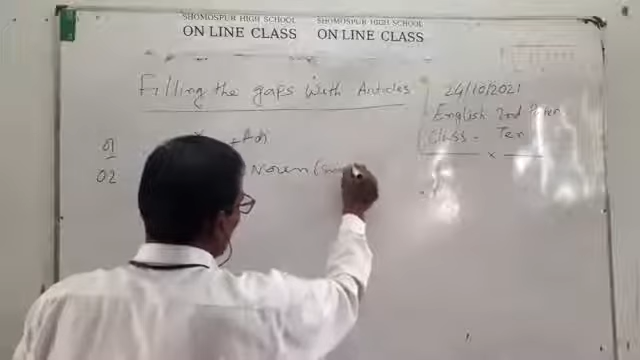 SHOMOSPUR HIGH SCHOOL SHOMOSPUR HIGH SCHOOL
ON LINE CLASS ON LINE CLASS
Filling the gaps with Articles
24/10/2021
English 2nd Paper
Class - Ten
x
01
= Adj
02
Noun (